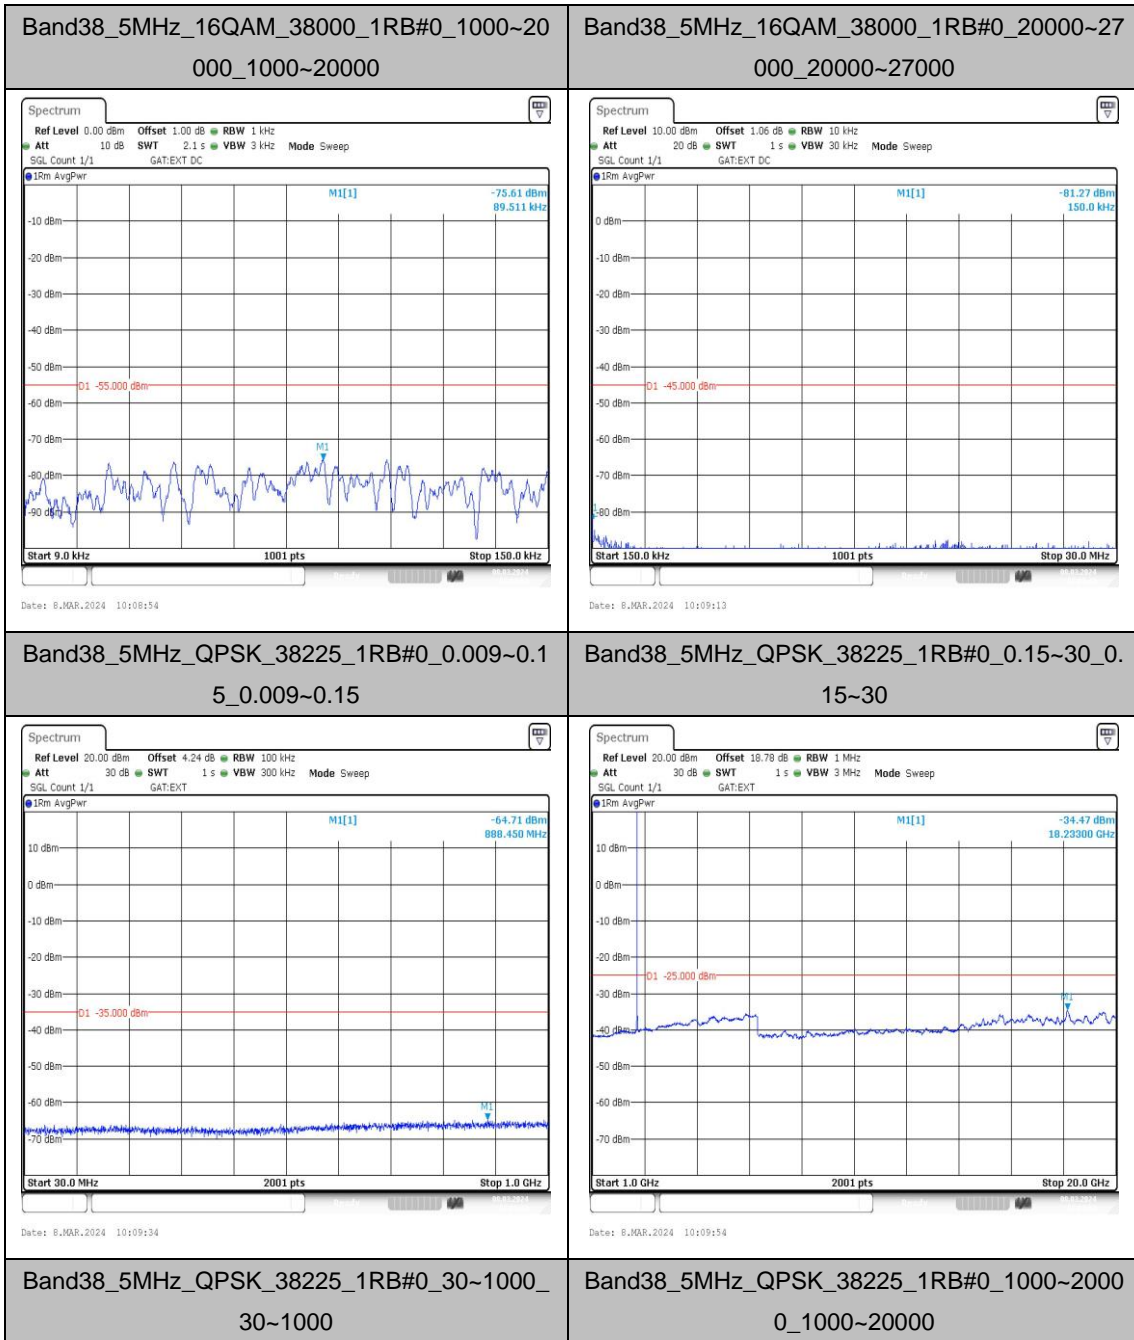 Band38_5MHz_16QAM_38000_1RB#0_1000~20
000_1000~20000
Band38_5MHz_16QAM_38000_1RB#0_20000~27
000_20000~27000
Spectrum
Ref Level 0.00 dBm Offset 1.00 dB RBW 1 kHz
Att 10 dB SWT 2.1 s VBW 3 kHz Mode Sweep
SGL Count 1/1 GAT:EXT DC
1Rm AvgPwr
M1[1] -75.61 dBm
89.511 kHz
-10 dBm
-20 dBm
-30 dBm
-40 dBm
-50 dBm
D1 -55.000 dBm
-60 dBm
-70 dBm
M1
-80 dBm
-90 dBm
Start 9.0 kHz 1001 pts Stop 150.0 kHz
Date: 8.MAR.2024 10:08:54
Spectrum
Ref Level 10.00 dBm Offset 1.06 dB RBW 10 kHz
Att 20 dB SWT 1 s VBW 30 kHz Mode Sweep
SGL Count 1/1 GAT:EXT DC
1Rm AvgPwr
M1[1] -81.27 dBm
150.0 kHz
0 dBm
-10 dBm
-20 dBm
-30 dBm
-40 dBm
D1 -45.000 dBm
-50 dBm
-60 dBm
-70 dBm
-80 dBm
Start 150.0 kHz 1001 pts Stop 30.0 MHz
Date: 8.MAR.2024 10:09:13
Band38_5MHz_QPSK_38225_1RB#0_0.009~0.1
5_0.009~0.15
Band38_5MHz_QPSK_38225_1RB#0_0.15~30_0.
15~30
Spectrum
Ref Level 20.00 dBm Offset 4.24 dB RBW 100 kHz
Att 30 dB SWT 1 s VBW 300 kHz Mode Sweep
SGL Count 1/1 GAT:EXT
1Rm AvgPwr
M1[1] -64.71 dBm
888.450 MHz
10 dBm
0 dBm
-10 dBm
-20 dBm
-30 dBm
D1 -35.000 dBm
-40 dBm
-50 dBm
-60 dBm
M1
-70 dBm
Start 30.0 MHz 2001 pts Stop 1.0 GHz
Date: 8.MAR.2024 10:09:34
Spectrum
Ref Level 20.00 dBm Offset 18.78 dB RBW 1 MHz
Att 30 dB SWT 1 s VBW 3 MHz Mode Sweep
SGL Count 1/1 GAT:EXT
1Rm AvgPwr
M1[1] -34.47 dBm
18.23300 GHz
10 dBm
0 dBm
-10 dBm
-20 dBm
D1 -25.000 dBm
-30 dBm
M1
-40 dBm
-50 dBm
-60 dBm
-70 dBm
Start 1.0 GHz 2001 pts Stop 20.0 GHz
Date: 8.MAR.2024 10:09:54
Band38_5MHz_QPSK_38225_1RB#0_30~1000_
30~1000
Band38_5MHz_QPSK_38225_1RB#0_1000~2000
0_1000~20000